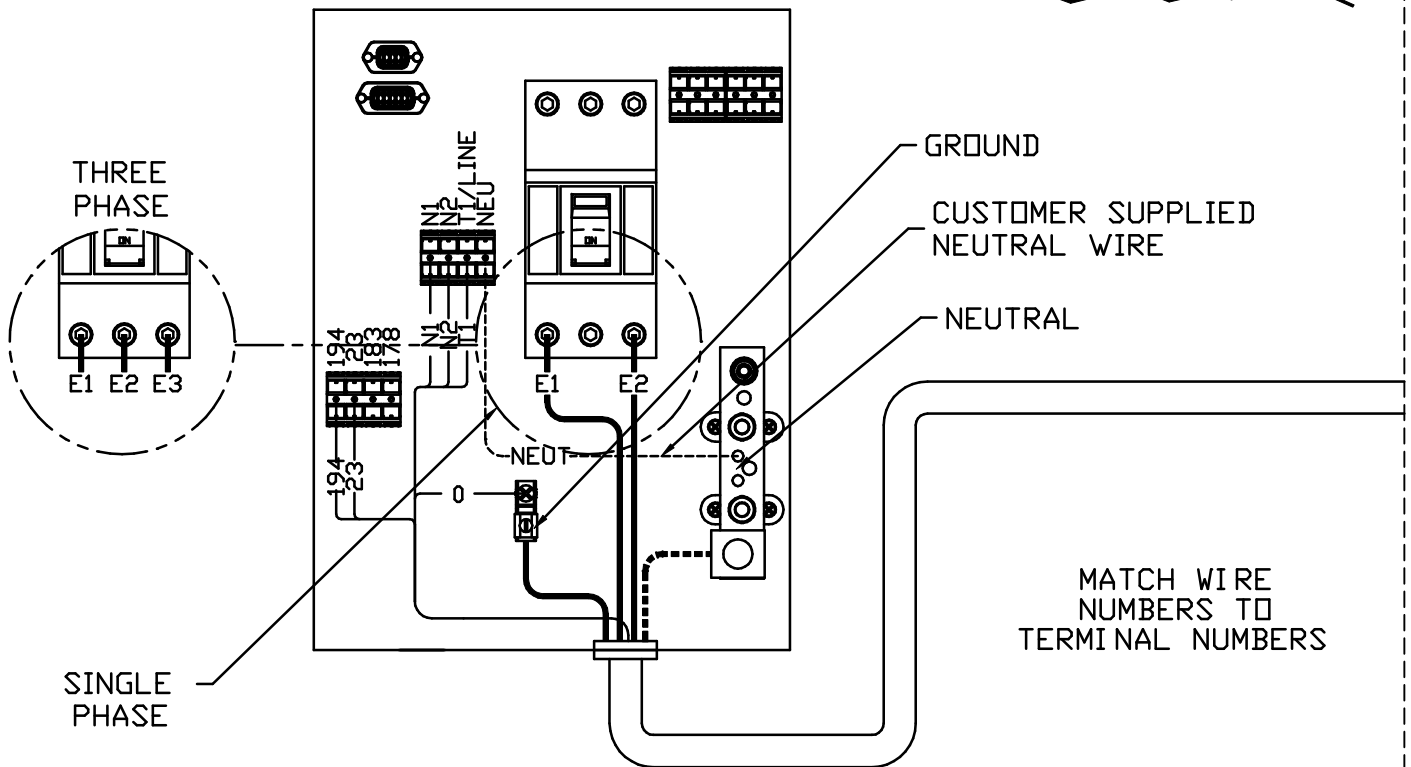 THREE
PHASE
ON
E1 E2 E3
N1
N2
T1/LINE
NEU
ON
N1
N2
T1
194
23
183
178
194
23
E1
E2
NEUT
0
GROUND
CUSTOMER SUPPLIED
NEUTRAL WIRE
NEUTRAL
MATCH WIRE
NUMBERS TO
TERMINAL NUMBERS
SINGLE
PHASE